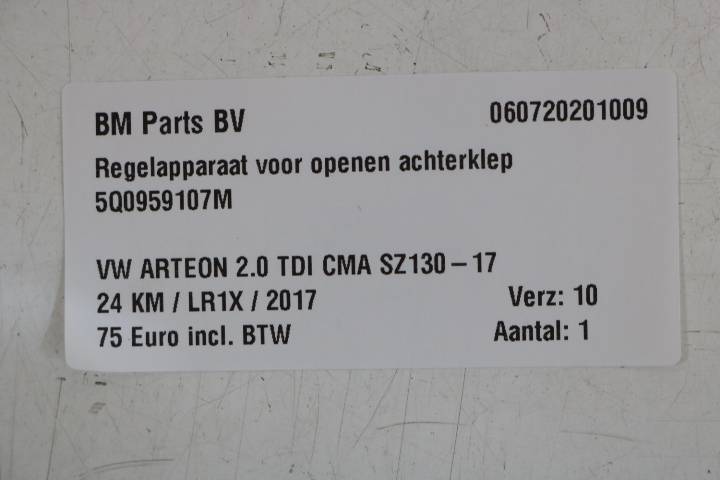 BM Parts BV 060720201009
Regelapparaat voor openen achterklep
5Q0959107M
VW ARTEON 2.0 TDI CMA SZ130-17
24 KM / LR1X / 2017 Verz: 10
75 Euro incl. BTW Aantal: 1